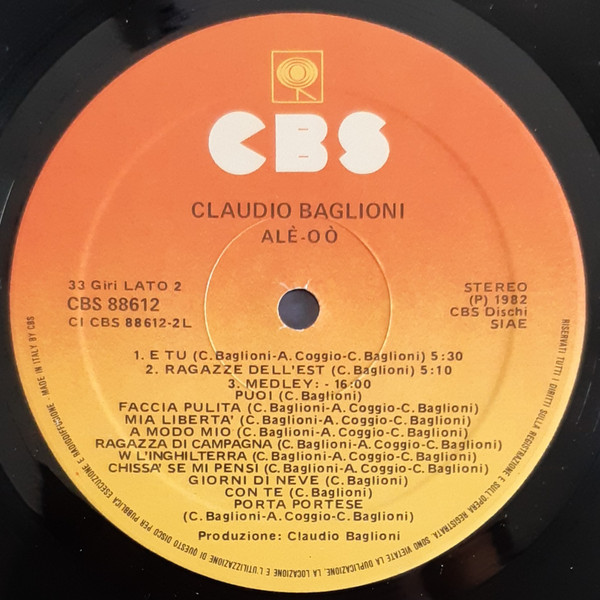 CBS
CLAUDIO BAGLIONI
ALÈ-OÒ
33 Giri LATO 2
CBS 88612
CI CBS 88612-2L
STEREO
(P) 1982
CBS Dischi
SIAE
1. E TU (C. Baglioni-A. Coggio-C. Baglioni) 5:30
2. RAGAZZE DELL'EST (C. Baglioni) 5:10
3. MEDLEY: - 16:00
PUOI (C. Baglioni)
FACCIA PULITA (C. Baglioni-A. Coggio-C. Baglioni)
MIA LIBERTA' (C. Baglioni-A. Coggio-C. Baglioni)
A MODO MIO (C. Baglioni-A. Coggio-C. Baglioni)
RAGAZZA DI CAMPAGNA (C. Baglioni-A. Coggio-C. Baglioni)
W L'INGHILTERRA (C. Baglioni-A. Coggio-C. Baglioni)
CHISSA' SE MI PENSI (C. Baglioni-A. Coggio-C. Baglioni)
GIORNI DI NEVE (C. Baglioni)
CON TE (C. Baglioni)
PORTA PORTESE
(C. Baglioni-A. Coggio-C. Baglioni)
Produzione: Claudio Baglioni
RISERVATI TUTTI I DIRITTI SULLA REGISTRAZIONE E SULL'OPERA REGISTRATA. SONO VIETATE LA DUPLICAZIONE, LA LOCAZIONE E L'UTILIZZAZIONE DI QUESTO DISCO PER PUBBLICA ESECUZIONE E RADIODIFFUSIONE - MADE IN ITALY BY CBS